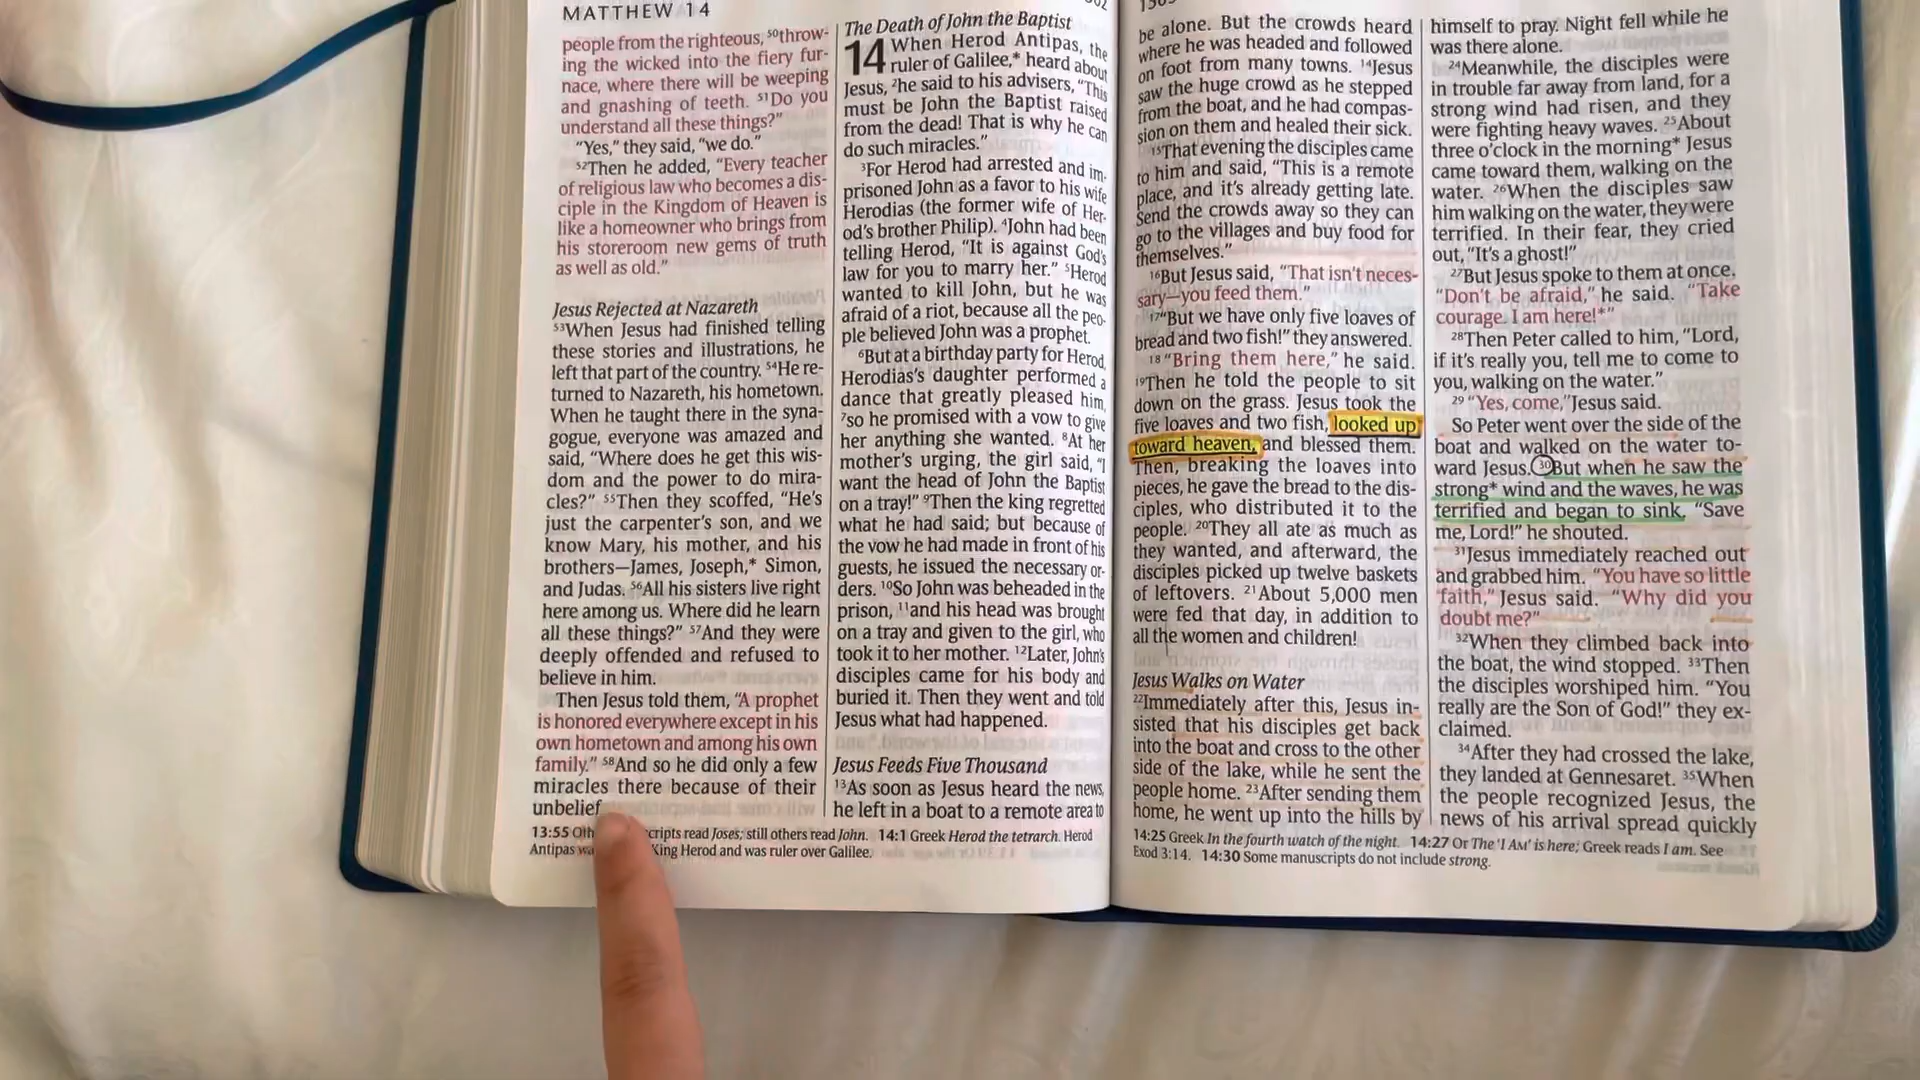 MATTHEW 14
people from the righteous, ⁵⁰throw-
ing the wicked into the fiery fur-
nace, where there will be weeping
and gnashing of teeth. ⁵¹Do you
understand all these things?”
“Yes,” they said, “we do.”
⁵²Then he added, “Every teacher
of religious law who becomes a dis-
ciple in the Kingdom of Heaven is
like a homeowner who brings from
his storeroom new gems of truth
as well as old.”
Jesus Rejected at Nazareth
⁵³When Jesus had finished telling
these stories and illustrations, he
left that part of the country. ⁵⁴He re-
turned to Nazareth, his hometown.
When he taught there in the syna-
gogue, everyone was amazed and
said, “Where does he get this wis-
dom and the power to do mira-
cles?” ⁵⁵Then they scoffed, “He’s
just the carpenter’s son, and we
know Mary, his mother, and his
brothers—James, Joseph,* Simon,
and Judas. ⁵⁶All his sisters live right
here among us. Where did he learn
all these things?” ⁵⁷And they were
deeply offended and refused to
believe in him.
Then Jesus told them, “A prophet
is honored everywhere except in his
own hometown and among his own
family.” ⁵⁸And so he did only a few
miracles there because of their
unbelief
The Death of John the Baptist
14 When Herod Antipas, the
ruler of Galilee,* heard about
Jesus, ²he said to his advisers, “This
must be John the Baptist raised
from the dead! That is why he can
do such miracles.”
³For Herod had arrested and im-
prisoned John as a favor to his wife
Herodias (the former wife of Her-
od’s brother Philip). ⁴John had been
telling Herod, “It is against God’s
law for you to marry her.” ⁵Herod
wanted to kill John, but he was
afraid of a riot, because all the peo-
ple believed John was a prophet.
⁶But at a birthday party for Herod,
Herodias’s daughter performed a
dance that greatly pleased him,
⁷so he promised with a vow to give
her anything she wanted. ⁸At her
mother’s urging, the girl said, “I
want the head of John the Baptist
on a tray!” ⁹Then the king regretted
what he had said; but because of
the vow he had made in front of his
guests, he issued the necessary or-
ders. ¹⁰So John was beheaded in the
prison, ¹¹and his head was brought
on a tray and given to the girl, who
took it to her mother. ¹²Later, John’s
disciples came for his body and
buried it. Then they went and told
Jesus what had happened.
Jesus Feeds Five Thousand
¹³As soon as Jesus heard the news,
he left in a boat to a remote area to
13:55 scripts read Joses; still others read John. 14:1 Greek Herod the tetrarch. Herod
Antipas King Herod and was ruler over Galilee.
be alone. But the crowds heard
where he was headed and followed
on foot from many towns. ¹⁴Jesus
saw the huge crowd as he stepped
from the boat, and he had compas-
sion on them and healed their sick.
¹⁵That evening the disciples came
to him and said, “This is a remote
place, and it’s already getting late.
Send the crowds away so they can
go to the villages and buy food for
themselves.”
¹⁶But Jesus said, “That isn’t neces-
sary—you feed them.”
¹⁷“But we have only five loaves of
bread and two fish!” they answered.
¹⁸“Bring them here,” he said.
¹⁹Then he told the people to sit
down on the grass. Jesus took the
five loaves and two fish, looked up
toward heaven, and blessed them.
Then, breaking the loaves into
pieces, he gave the bread to the dis-
ciples, who distributed it to the
people. ²⁰They all ate as much as
they wanted, and afterward, the
disciples picked up twelve baskets
of leftovers. ²¹About 5,000 men
were fed that day, in addition to
all the women and children!
Jesus Walks on Water
²²Immediately after this, Jesus in-
sisted that his disciples get back
into the boat and cross to the other
side of the lake, while he sent the
people home. ²³After sending them
home, he went up into the hills by
himself to pray. Night fell while he
was there alone.
²⁴Meanwhile, the disciples were
in trouble far away from land, for a
strong wind had risen, and they
were fighting heavy waves. ²⁵About
three o’clock in the morning* Jesus
came toward them, walking on the
water. ²⁶When the disciples saw
him walking on the water, they were
terrified. In their fear, they cried
out, “It’s a ghost!”
²⁷But Jesus spoke to them at once.
“Don’t be afraid,” he said. “Take
courage. I am here!*”
²⁸Then Peter called to him, “Lord,
if it’s really you, tell me to come to
you, walking on the water.”
²⁹“Yes, come,” Jesus said.
So Peter went over the side of the
boat and walked on the water to-
ward Jesus. ³⁰But when he saw the
strong* wind and the waves, he was
terrified and began to sink. “Save
me, Lord!” he shouted.
³¹Jesus immediately reached out
and grabbed him. “You have so little
faith,” Jesus said. “Why did you
doubt me?”
³²When they climbed back into
the boat, the wind stopped. ³³Then
the disciples worshiped him. “You
really are the Son of God!” they ex-
claimed.
³⁴After they had crossed the lake,
they landed at Gennesaret. ³⁵When
the people recognized Jesus, the
news of his arrival spread quickly
14:25 Greek In the fourth watch of the night. 14:27 Or The ‘I AM’ is here; Greek reads I am. See
Exod 3:14. 14:30 Some manuscripts do not include strong.